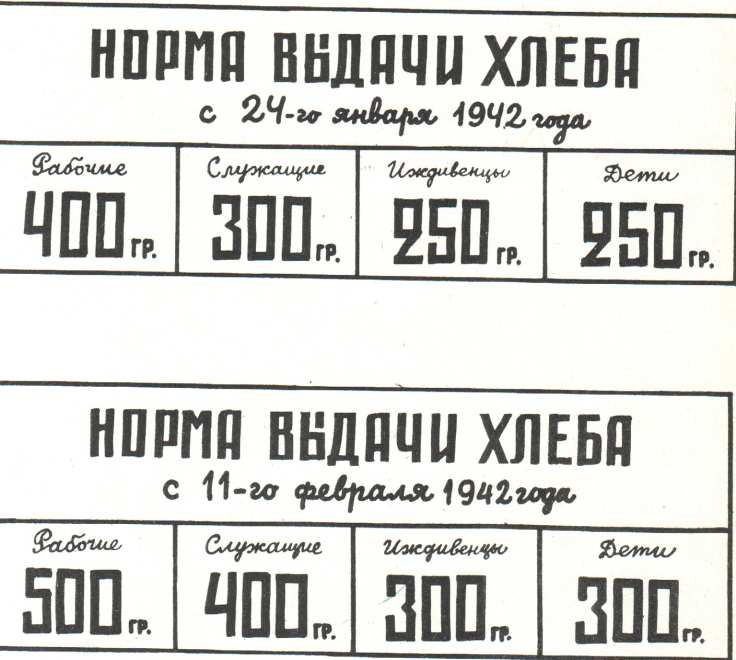 НОРМА ВЫДАЧИ ХЛЕБА
с 24-го января 1942 года
Рабочие Служащие Иждивенцы Дети
400 ГР. 300 ГР. 250 ГР. 250 ГР.
НОРМА ВЫДАЧИ ХЛЕБА
с 11-го февраля 1942 года
Рабочие Служащие Иждивенцы Дети
500 ГР. 400 ГР. 300 ГР. 300 ГР.